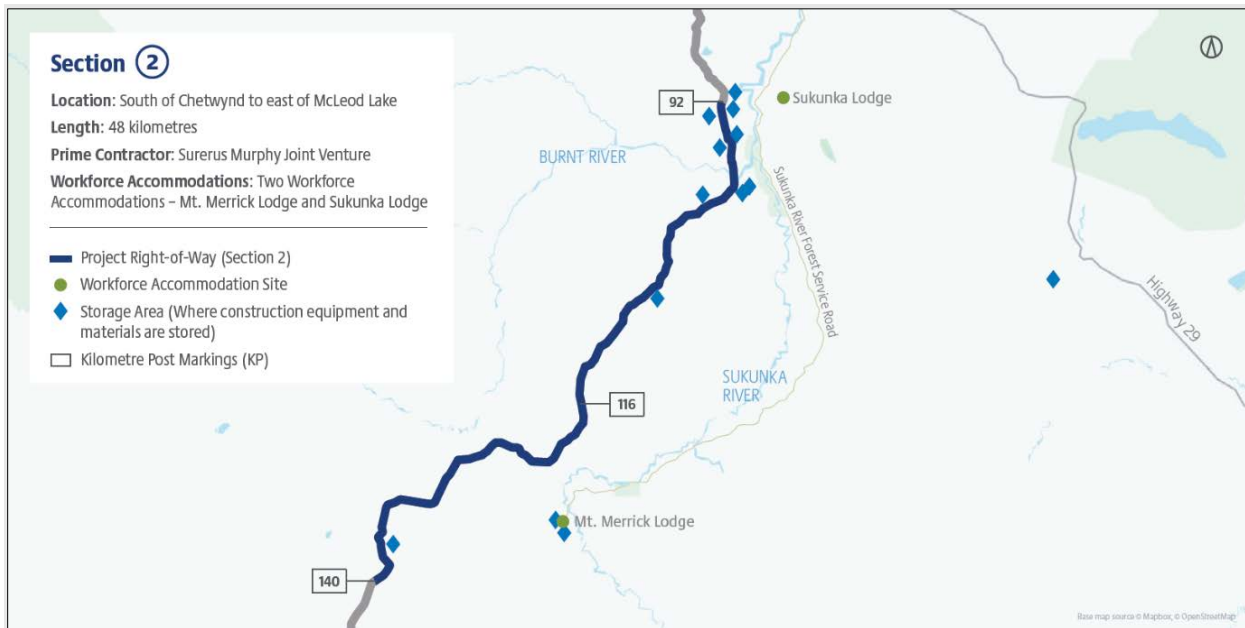 Section 2
Location: South of Chetwynd to east of McLeod Lake
Length: 48 kilometres
Prime Contractor: Surerus Murphy Joint Venture
Workforce Accommodations: Two Workforce
Accommodations – Mt. Merrick Lodge and Sukunka Lodge
Project Right-of-Way (Section 2)
Workforce Accommodation Site
Storage Area (Where construction equipment and
materials are stored)
Kilometre Post Markings (KP)
92
Sukunka Lodge
BURNT RIVER
Sukunka River Forest Service Road
Highway 29
SUKUNKA
RIVER
116
Mt. Merrick Lodge
140
Base map source © Mapbox, © OpenStreetMap